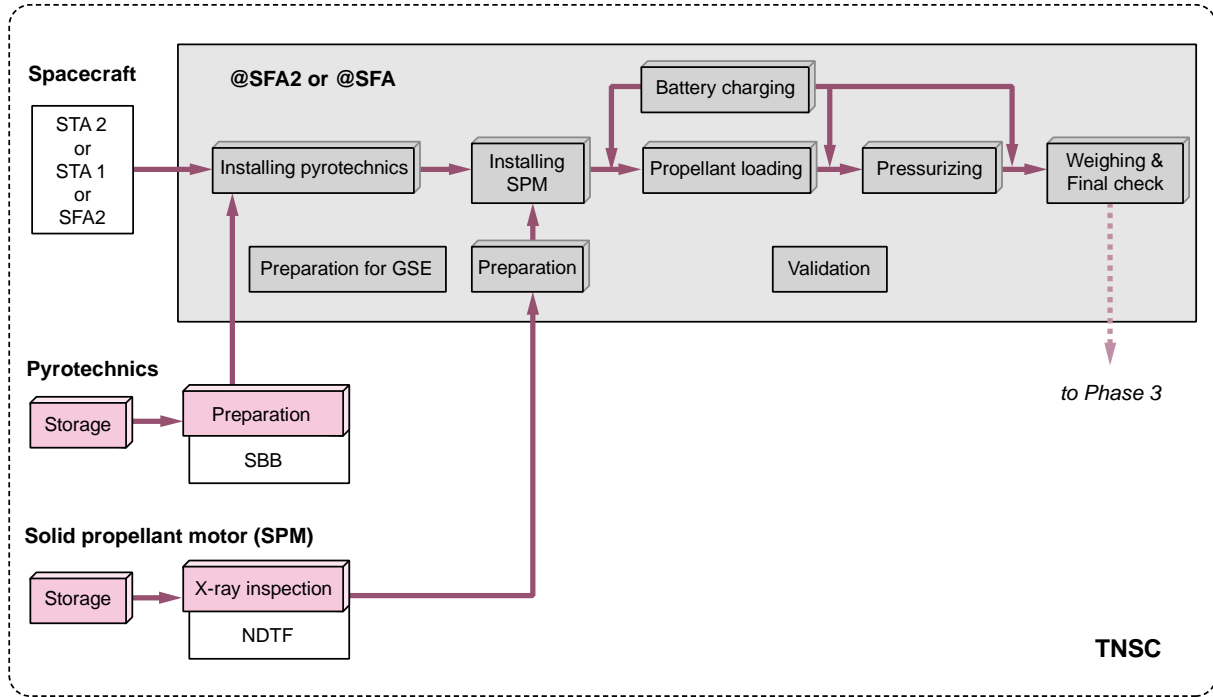 @SFA2 or @SFA
Spacecraft
STA 2
or
STA 1
or
SFA2
Battery charging
Installing pyrotechnics
Installing
SPM
Propellant loading
Pressurizing
Weighing &
Final check
Preparation for GSE
Preparation
Validation
Pyrotechnics
to Phase 3
Storage
Preparation
SBB
Solid propellant motor (SPM)
Storage
X-ray inspection
NDTF
TNSC